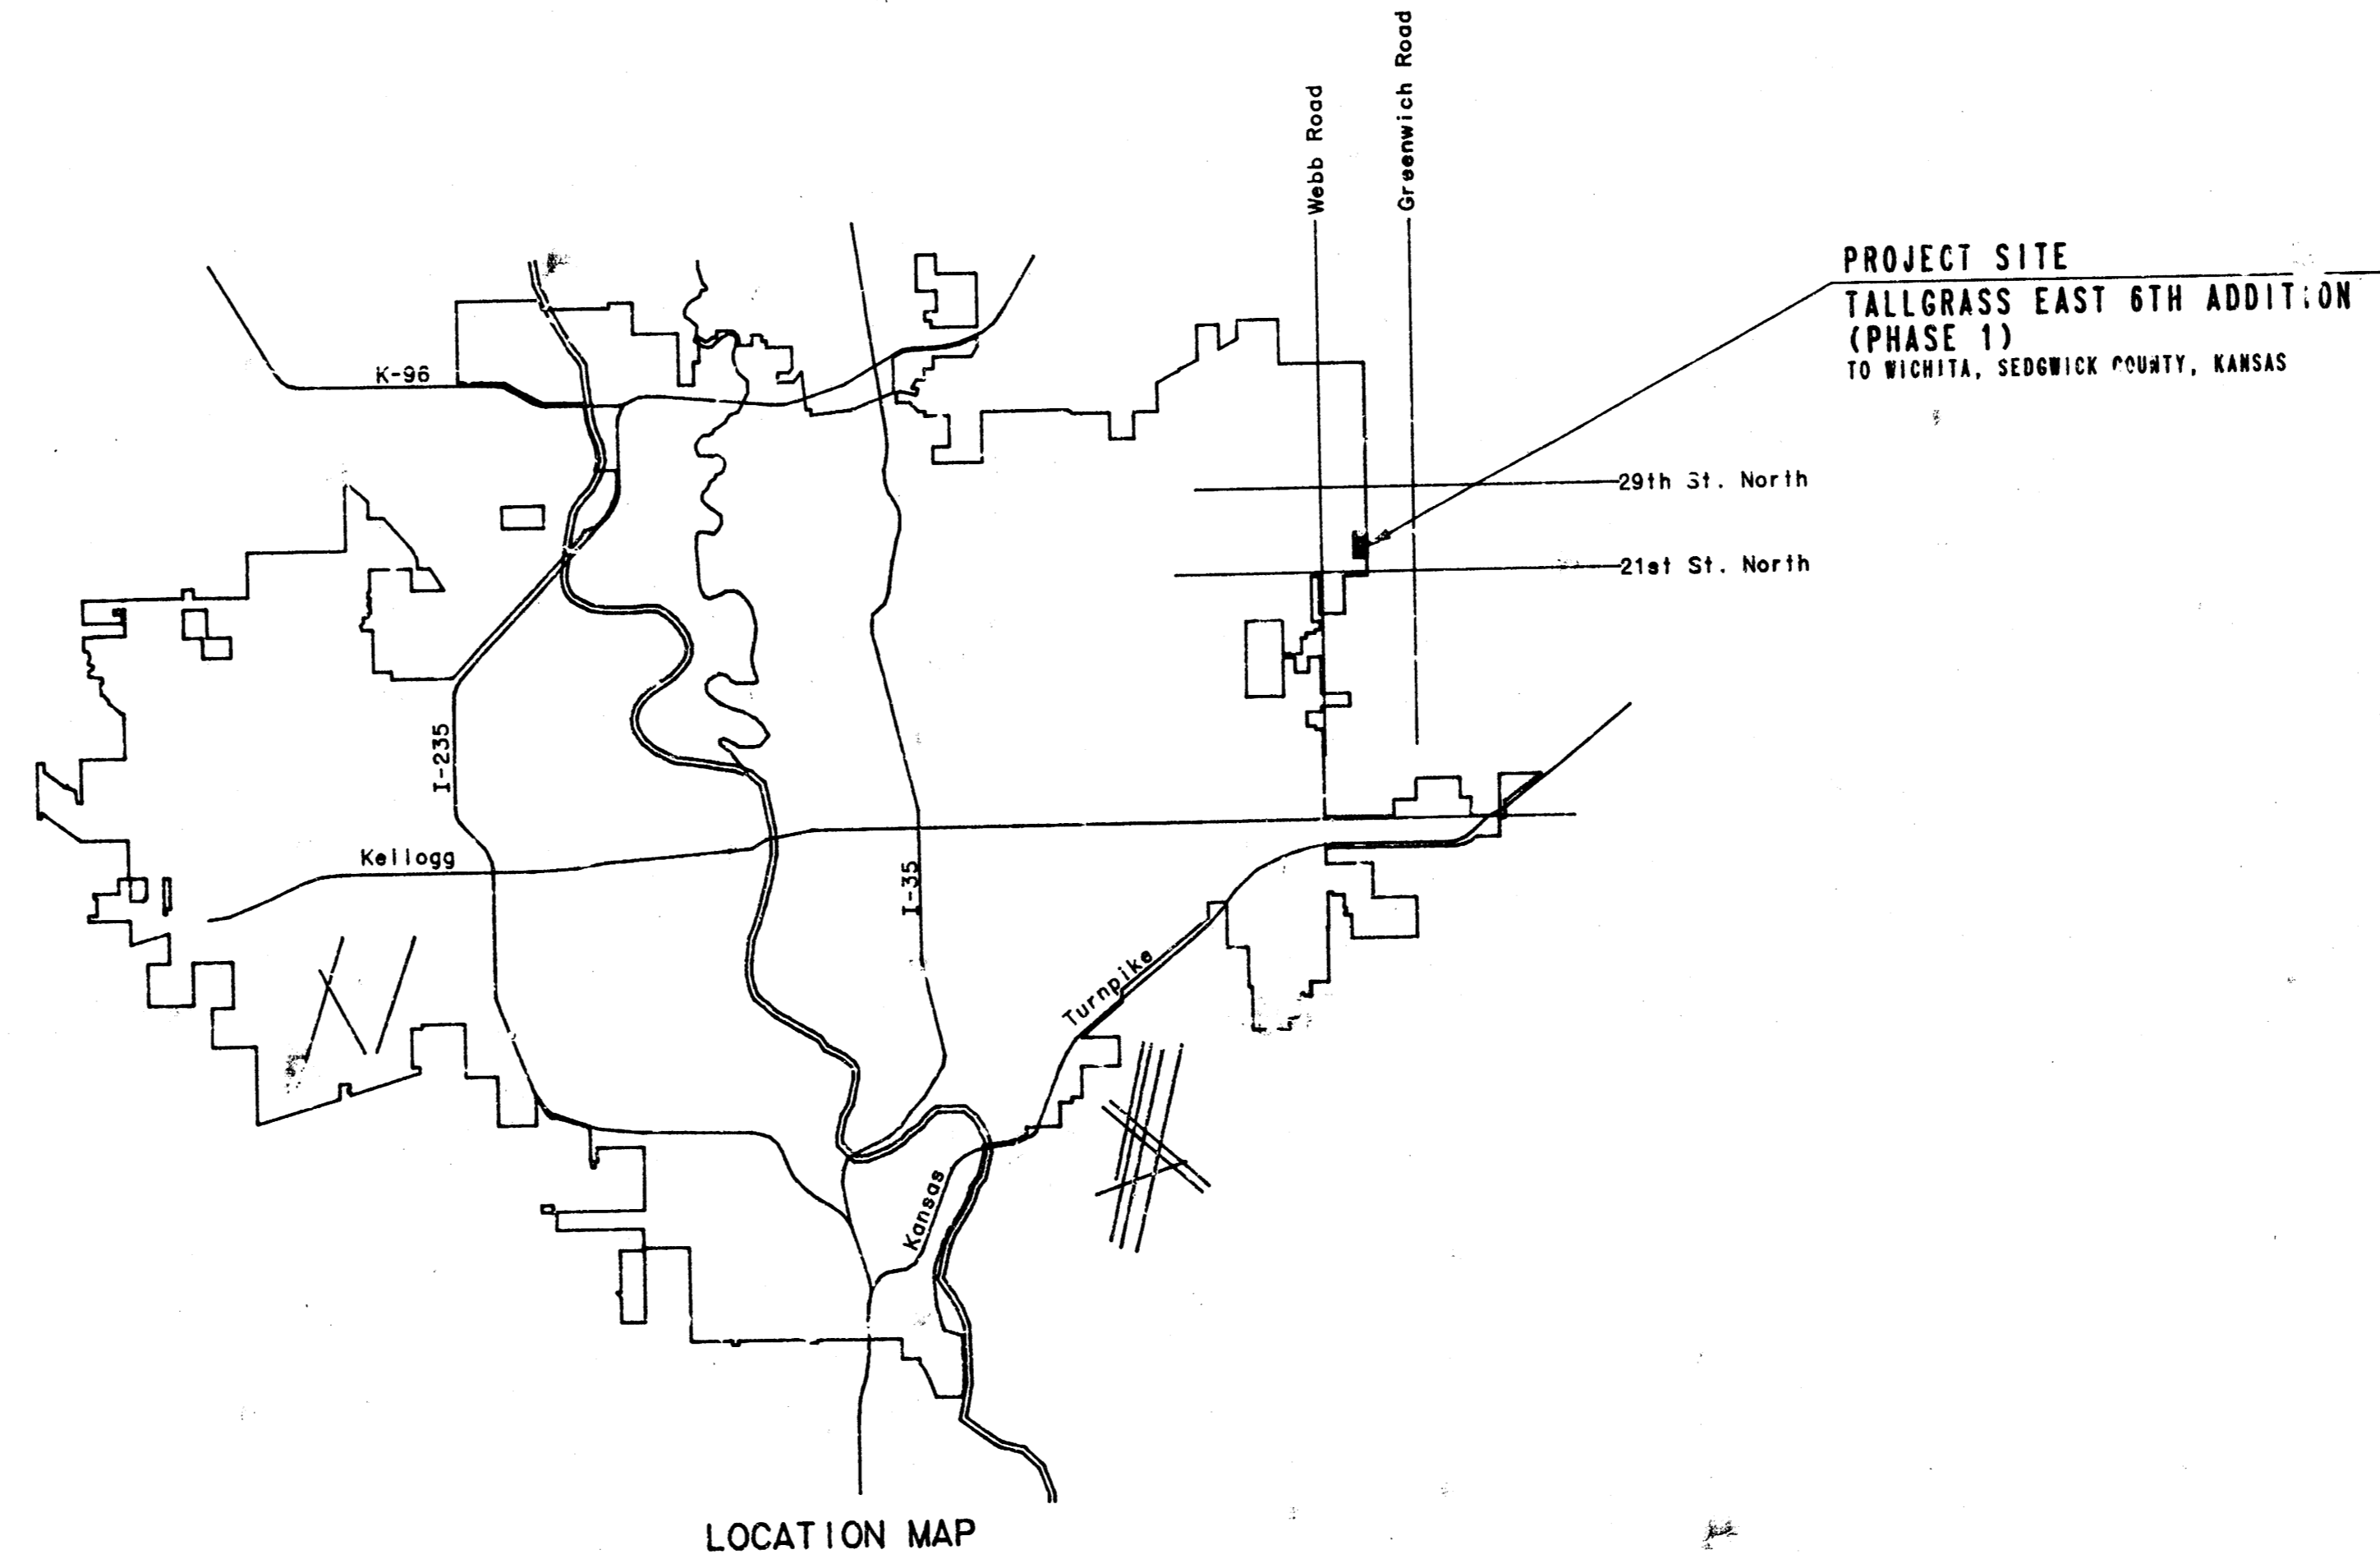 Webb Road
Greenwich Road
PROJECT SITE
TALLGRASS EAST 6TH ADDITION
(PHASE 1)
TO WICHITA, SEDGWICK COUNTY, KANSAS
K-96
29th St. North
21st St. North
I-235
Kellogg
I-35
Turnpike
Kansas
LOCATION MAP